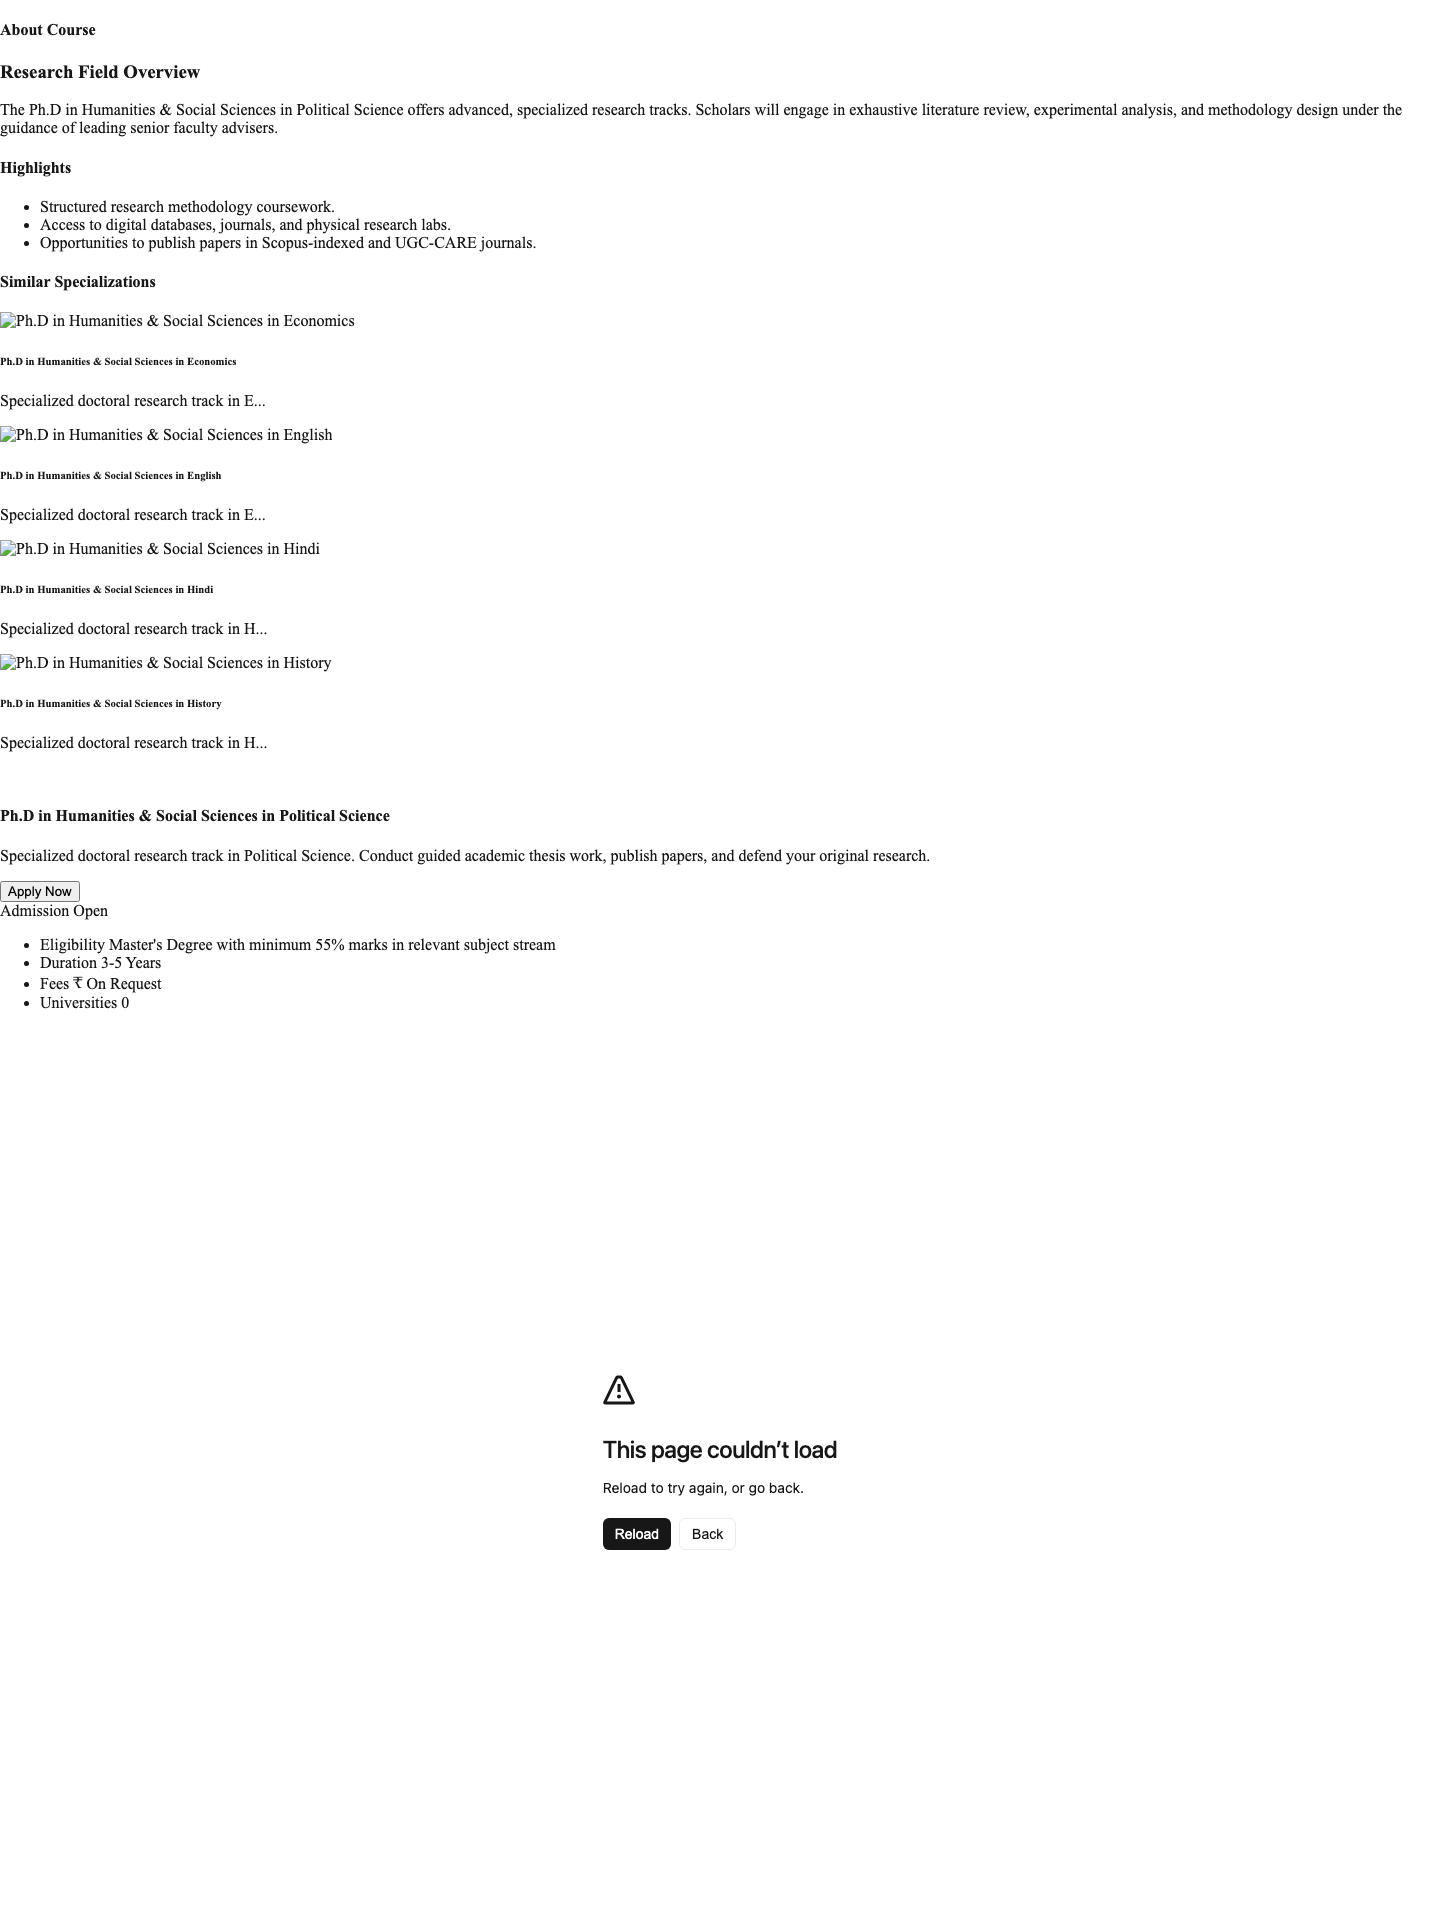 About Course
Research Field Overview
The Ph.D in Humanities & Social Sciences in Political Science offers advanced, specialized research tracks. Scholars will engage in exhaustive literature review, experimental analysis, and methodology design under the
guidance of leading senior faculty advisers.
Highlights
Structured research methodology coursework.
Access to digital databases, journals, and physical research labs.
Opportunities to publish papers in Scopus-indexed and UGC-CARE journals.
Similar Specializations
Ph.D in Humanities & Social Sciences in Economics
Ph.D in Humanities & Social Sciences in Economics
Specialized doctoral research track in E...
Ph.D in Humanities & Social Sciences in English
Ph.D in Humanities & Social Sciences in English
Specialized doctoral research track in E...
Ph.D in Humanities & Social Sciences in Hindi
Ph.D in Humanities & Social Sciences in Hindi
Specialized doctoral research track in H...
Ph.D in Humanities & Social Sciences in History
Ph.D in Humanities & Social Sciences in History
Specialized doctoral research track in H...
Ph.D in Humanities & Social Sciences in Political Science
Specialized doctoral research track in Political Science. Conduct guided academic thesis work, publish papers, and defend your original research.
Apply Now
Admission Open
Eligibility Master's Degree with minimum 55% marks in relevant subject stream
Duration 3-5 Years
Fees ₹ On Request
Universities 0
This page couldn’t load
Reload to try again, or go back.
Reload Back